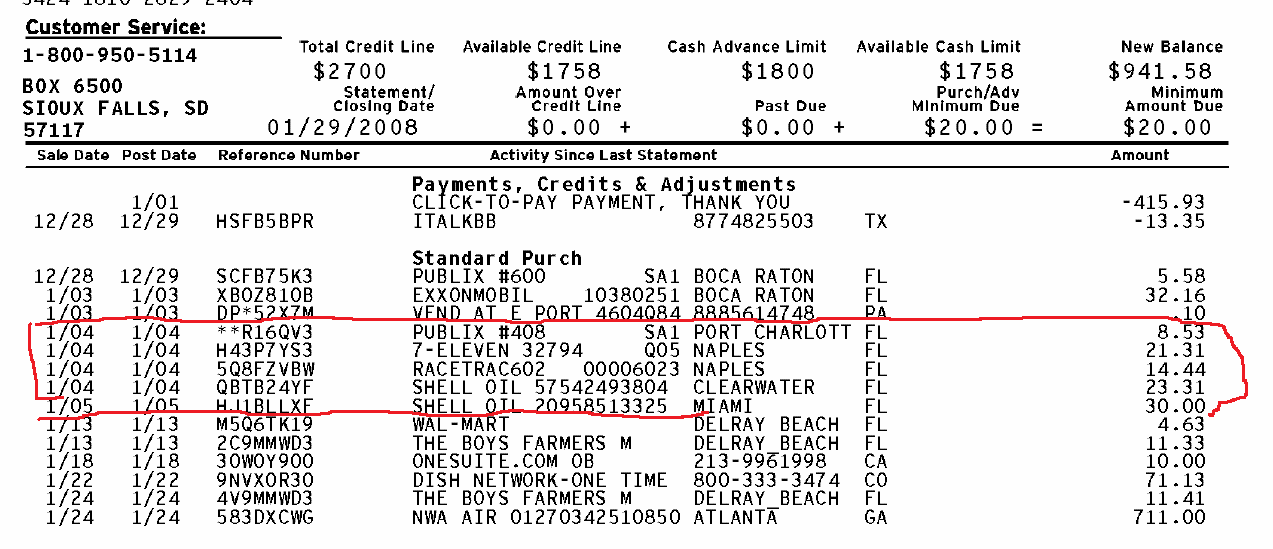 Customer Service:
1-800-950-5114
BOX 6500
SIOUX FALLS, SD
57117
Total Credit Line Available Credit Line Cash Advance Limit Available Cash Limit New Balance
$2700 $1758 $1800 $1758 $941.58
Statement/ Amount Over Purch/Adv Minimum
Closing Date Credit Line Past Due Minimum Due Amount Due
01/29/2008 $0.00 + $0.00 + $20.00 = $20.00
Sale Date Post Date Reference Number Activity Since Last Statement Amount
Payments, Credits & Adjustments
1/01 CLICK-TO-PAY PAYMENT, THANK YOU -415.93
12/28 12/29 HSFB5BPR ITALKBB 8774825503 TX -13.35
Standard Purch
12/28 12/29 SCFB75K3 PUBLIX #600 SA1 BOCA RATON FL 5.58
1/03 1/03 XB0Z810B EXXONMOBIL 10380251 BOCA RATON FL 32.16
1/03 1/03 DP*52X7M VEND AT E PORT 4604Q84 8885614748 PA .10
1/04 1/04 **R16QV3 PUBLIX #408 SA1 PORT CHARLOTT FL 8.53
1/04 1/04 H43P7YS3 7-ELEVEN 32794 Q05 NAPLES FL 21.31
1/04 1/04 5Q8FZVBW RACETRAC602 00006023 NAPLES FL 14.44
1/04 1/04 QBTB24YF SHELL OIL 57542493804 CLEARWATER FL 23.31
1/05 1/05 HJ1BLLXF SHELL OIL 20958513325 MIAMI FL 30.00
1/13 1/13 M5Q6TK19 WAL-MART DELRAY BEACH FL 4.63
1/13 1/13 2C9MMWD3 THE BOYS FARMERS M DELRAY_BEACH FL 11.33
1/18 1/18 30W0Y900 ONESUITE.COM OB 213-9961998 CA 10.00
1/22 1/22 9NVX0R30 DISH NETWORK-ONE TIME 800-333-3474 CO 71.13
1/24 1/24 4V9MMWD3 THE BOYS FARMERS M DELRAY_BEACH FL 11.41
1/24 1/24 583DXCWG NWA AIR 01270342510850 ATLANTA GA 711.00